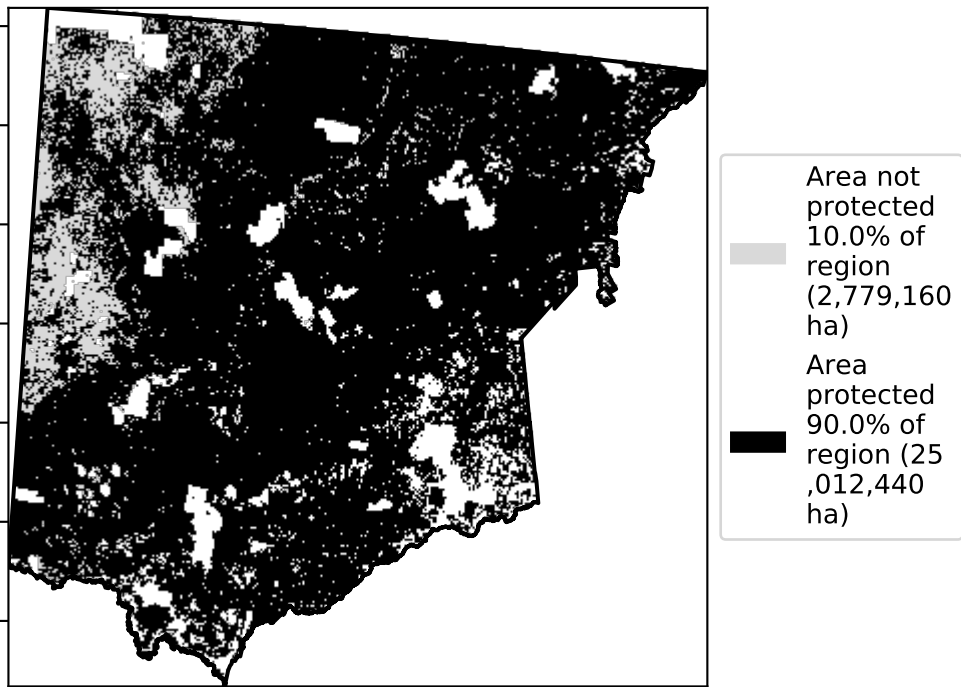 Area not
protected
10.0% of
region
(2,779,160
ha)
Area
protected
90.0% of
region (25
,012,440
ha)